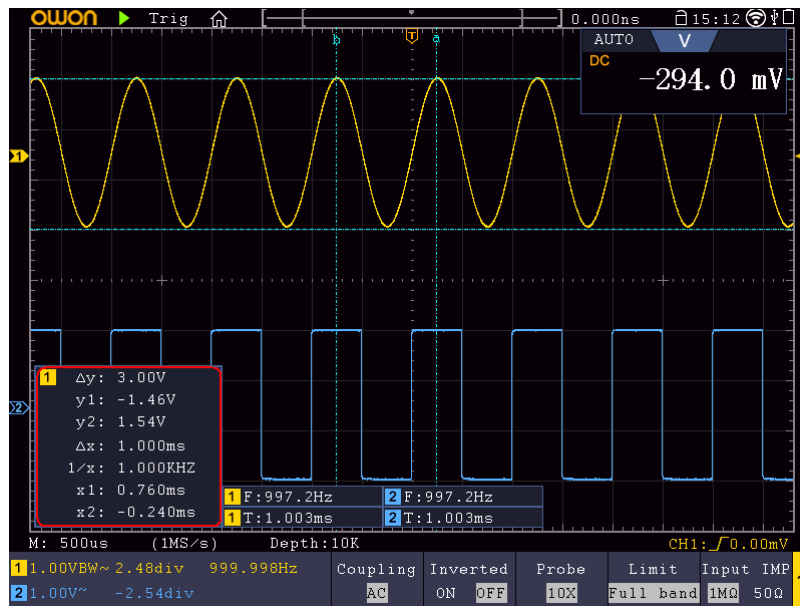 OWON Trig 0.000ns 15:12
T b a
AUTO V
DC
-294.0 mV
1
1 Δy: 3.00V
y1: -1.46V
y2: 1.54V
Δx: 1.000ms
1/x: 1.000KHZ
x1: 0.760ms
x2: -0.240ms
2
1 F:997.2Hz 2 F:997.2Hz
1 T:1.003ms 2 T:1.003ms
M: 500us (1MS/s) Depth:10K CH1: 0.00mV
1 1.00VBW~ 2.48div 999.998Hz
2 1.00V~ -2.54div
Coupling Inverted Probe Limit Input IMP
AC ON OFF 10X Full band 1MΩ 50Ω